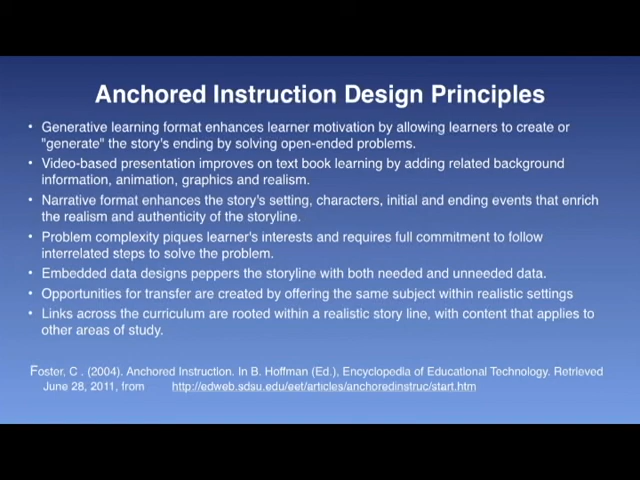 Anchored Instruction Design Principles
• Generative learning format enhances learner motivation by allowing learners to create or
"generate" the story's ending by solving open-ended problems.
• Video-based presentation improves on text book learning by adding related background
information, animation, graphics and realism.
• Narrative format enhances the story's setting, characters, initial and ending events that enrich
the realism and authenticity of the storyline.
• Problem complexity piques learner's interests and requires full commitment to follow
interrelated steps to solve the problem.
• Embedded data designs peppers the storyline with both needed and unneeded data.
• Opportunities for transfer are created by offering the same subject within realistic settings
• Links across the curriculum are rooted within a realistic story line, with content that applies to
other areas of study.
Foster, C . (2004). Anchored Instruction. In B. Hoffman (Ed.), Encyclopedia of Educational Technology. Retrieved
June 28, 2011, from http://edweb.sdsu.edu/eet/articles/anchoredinstruc/start.htm